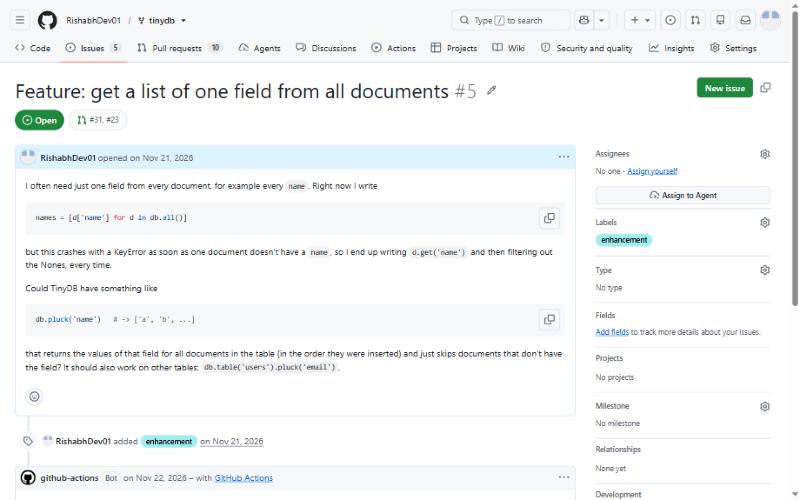 RishabhDev01 / tinydb
Type / to search
Code
Issues 5
Pull requests 10
Agents
Discussions
Actions
Projects
Wiki
Security and quality
Insights
Settings
Feature: get a list of one field from all documents #5
New issue
Open
#31, #23
RishabhDev01 opened on Nov 21, 2026
I often need just one field from every document, for example every name. Right now I write
names = [d['name'] for d in db.all()]
but this crashes with a KeyError as soon as one document doesn't have a name, so I end up writing d.get('name') and then filtering out
the Nones, every time.
Could TinyDB have something like
db.pluck('name') # -> ['a', 'b', ...]
that returns the values of that field for all documents in the table (in the order they were inserted) and just skips documents that don't have
the field? It should also work on other tables: db.table('users').pluck('email').
RishabhDev01 added enhancement on Nov 21, 2026
github-actions Bot on Nov 22, 2026 – with GitHub Actions
Assignees
No one - Assign yourself
Assign to Agent
Labels
enhancement
Type
No type
Fields
Add fields to track more details about your issues.
Projects
No projects
Milestone
No milestone
Relationships
None yet
Development